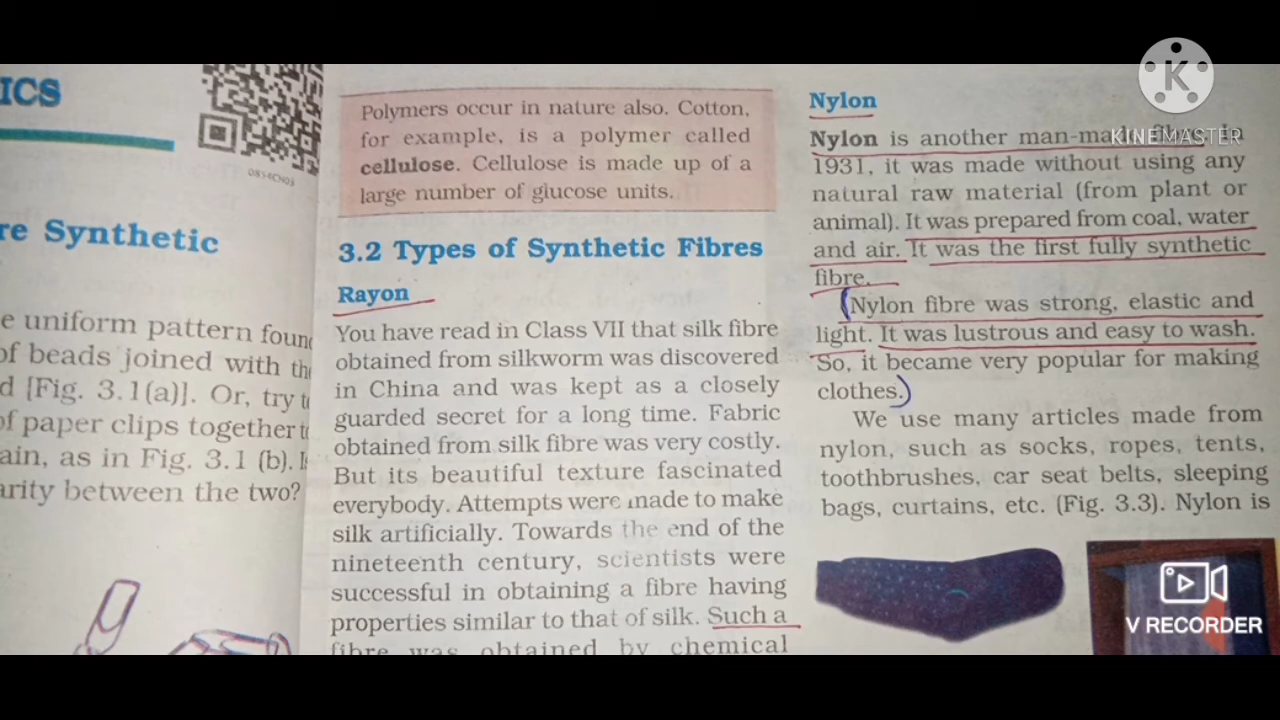 ICS
0854CH03
re Synthetic
e uniform pattern foun
of beads joined with th
d [Fig. 3.1(a)]. Or, try t
of paper clips together t
ain, as in Fig. 3.1 (b). I
arity between the two?
Polymers occur in nature also. Cotton,
for example, is a polymer called
cellulose. Cellulose is made up of a
large number of glucose units.
3.2 Types of Synthetic Fibres
Rayon
You have read in Class VII that silk fibre
obtained from silkworm was discovered
in China and was kept as a closely
guarded secret for a long time. Fabric
obtained from silk fibre was very costly.
But its beautiful texture fascinated
everybody. Attempts were made to make
silk artificially. Towards the end of the
nineteenth century, scientists were
successful in obtaining a fibre having
properties similar to that of silk. Such a
fibre was obtained by chemical
Nylon
Nylon is another man-made fibre. In
1931, it was made without using any
natural raw material (from plant or
animal). It was prepared from coal, water
and air. It was the first fully synthetic
fibre.
Nylon fibre was strong, elastic and
light. It was lustrous and easy to wash.
So, it became very popular for making
clothes.
We use many articles made from
nylon, such as socks, ropes, tents,
toothbrushes, car seat belts, sleeping
bags, curtains, etc. (Fig. 3.3). Nylon is
K
KINEMASTER
V RECORDER